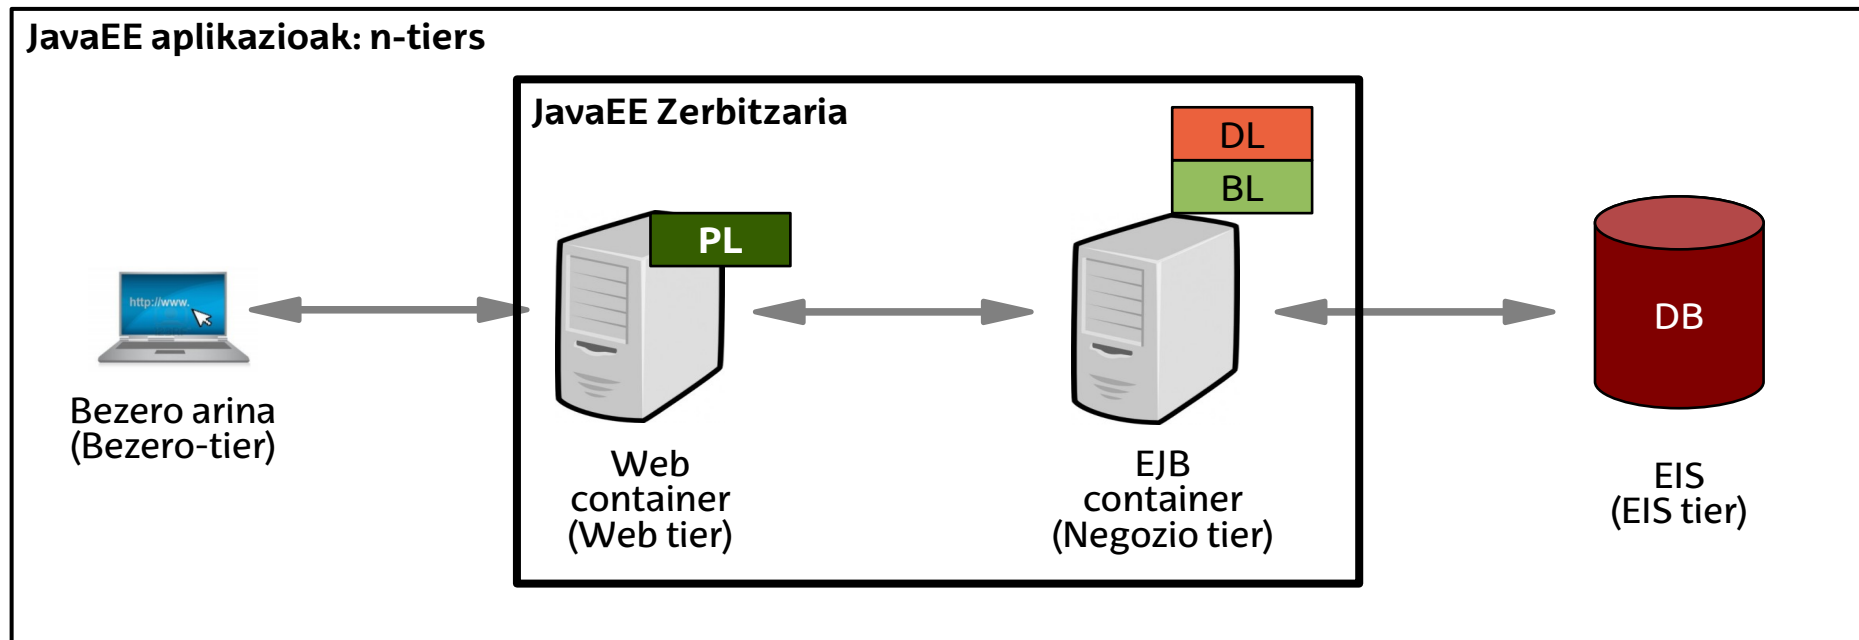 JavaEE aplikazioak: n-tiers
JavaEE Zerbitzaria
DL
BL
PL
http://www.
DB
Bezero arina
(Bezero-tier)
Web
container
(Web tier)
EJB
container
(Negozio tier)
EIS
(EIS tier)